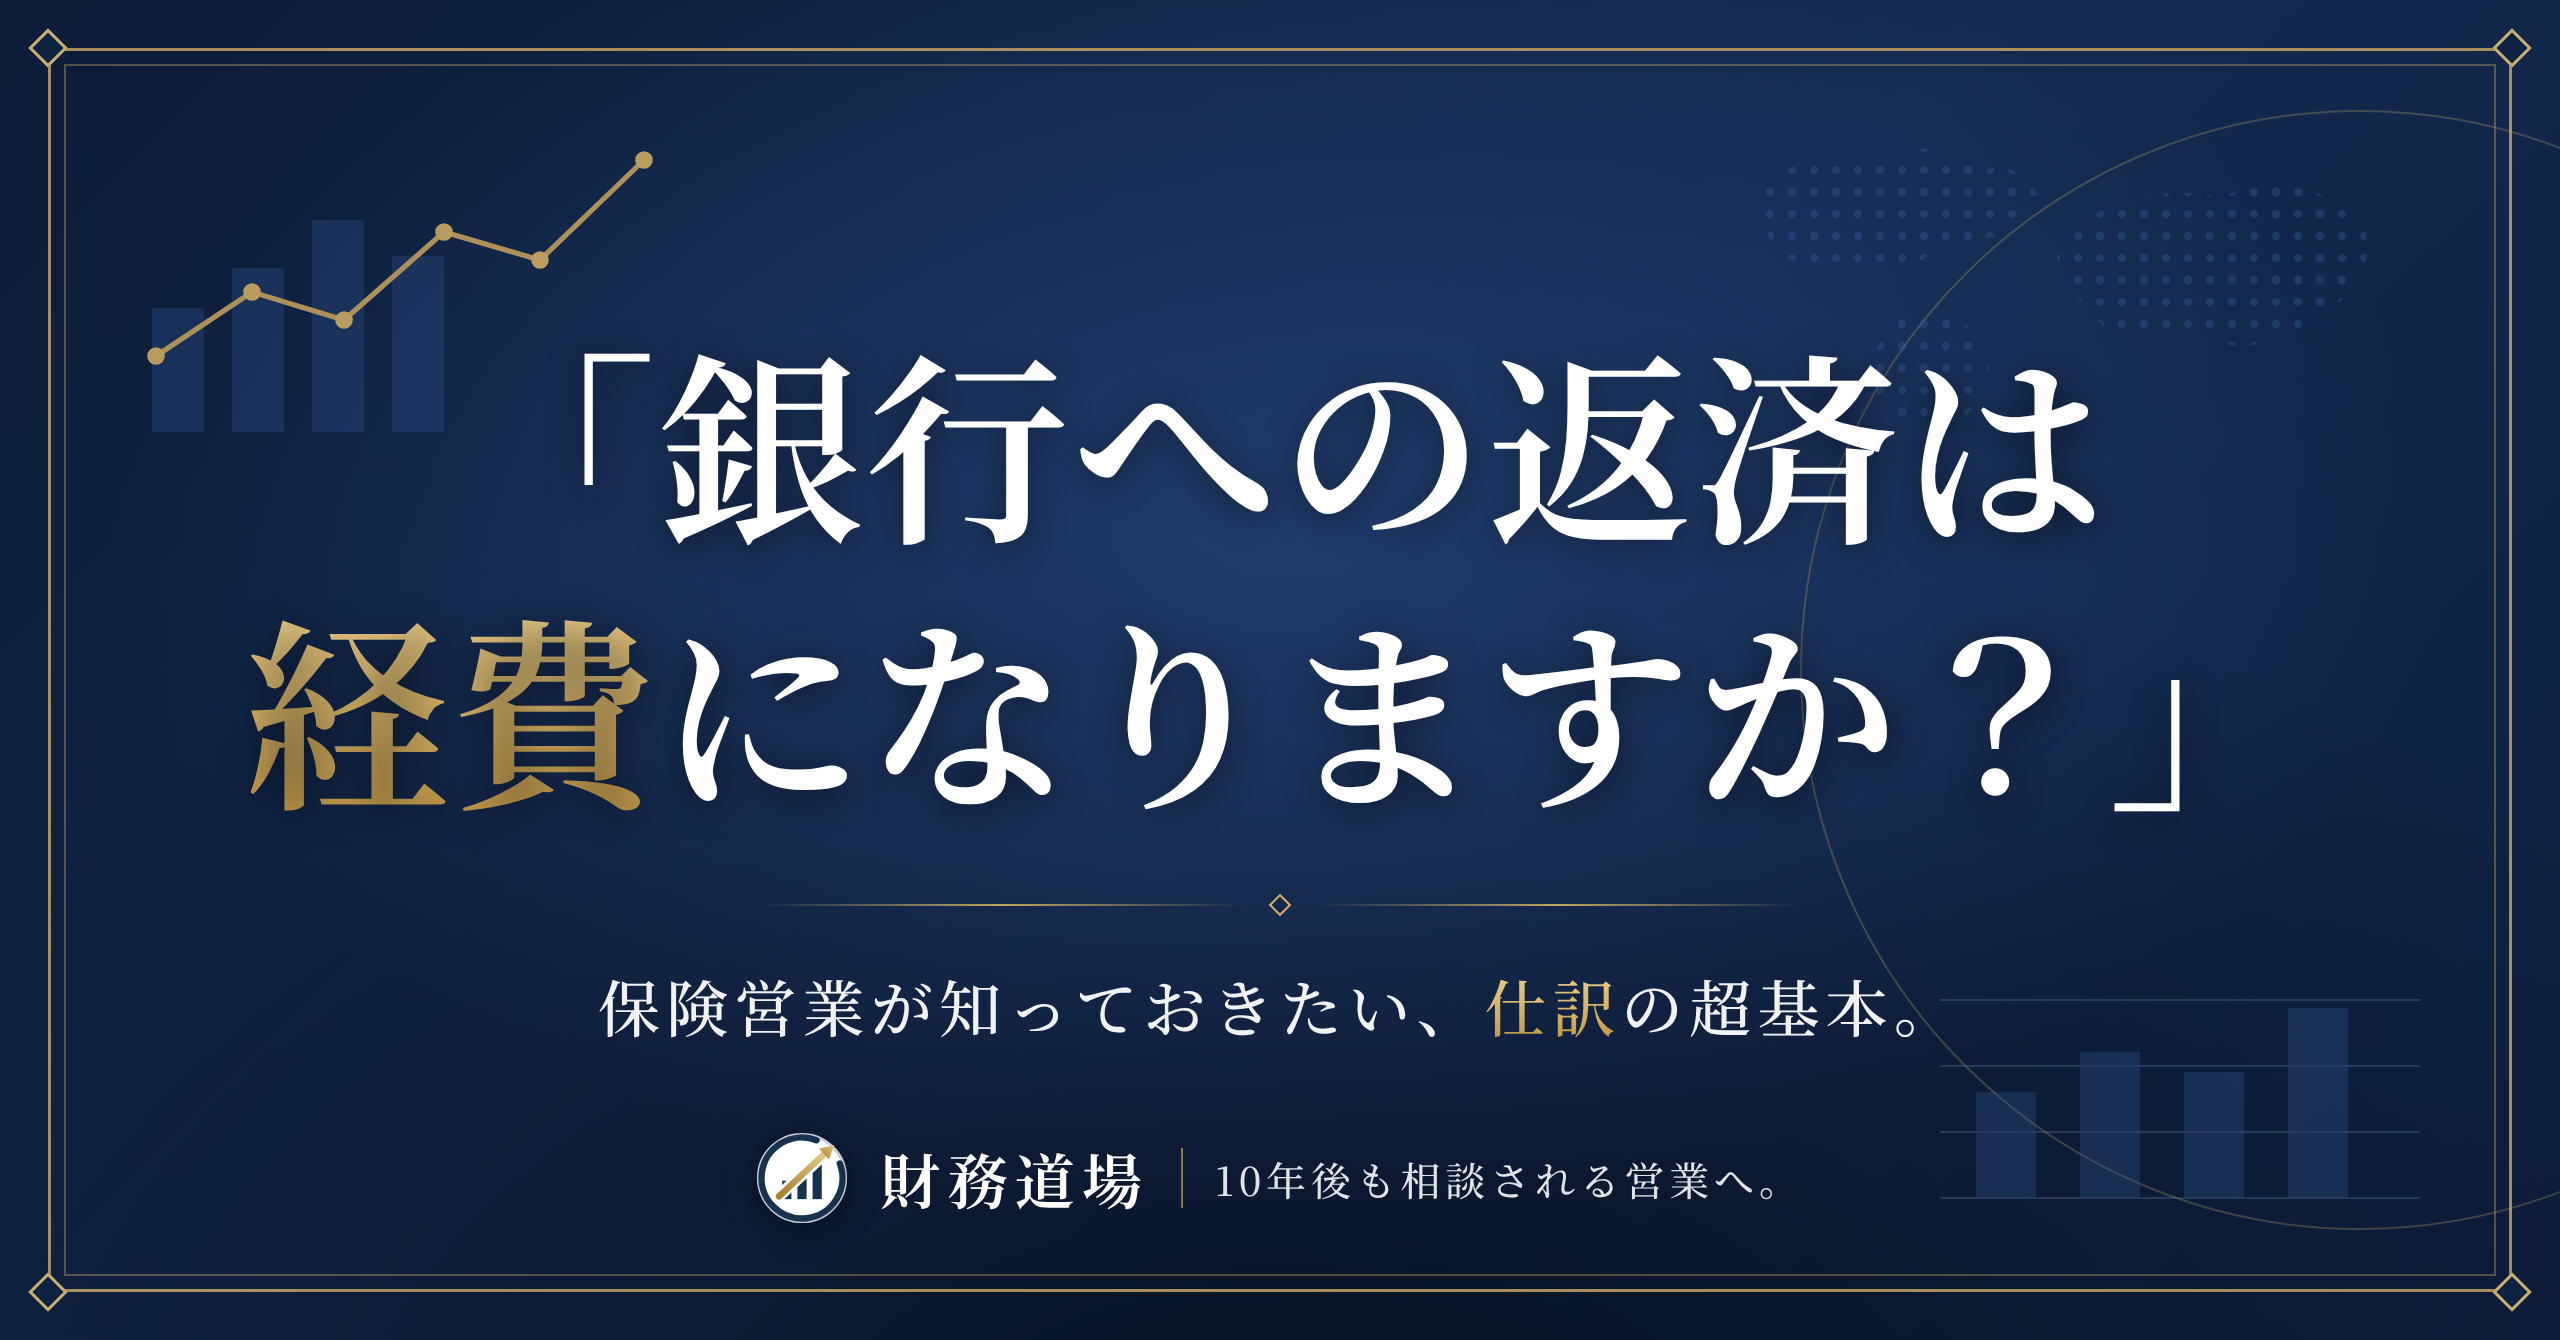 「銀行への返済は
経費になりますか？」
保険営業が知っておきたい、仕訳の超基本。
財務道場
10年後も相談される営業へ。